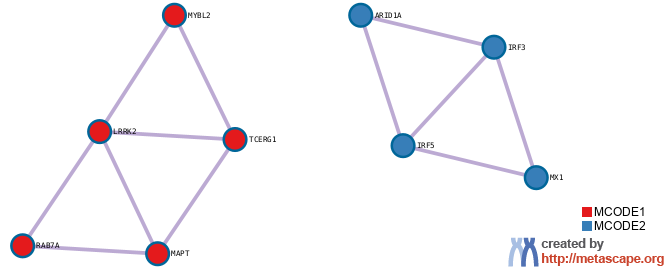 MYBL2
ARID1A
IRF3
LRRK2
TCERG1
IRF5
MX1
RAB7A
MAPT
MCODE1
MCODE2
created by
http://metascape.org